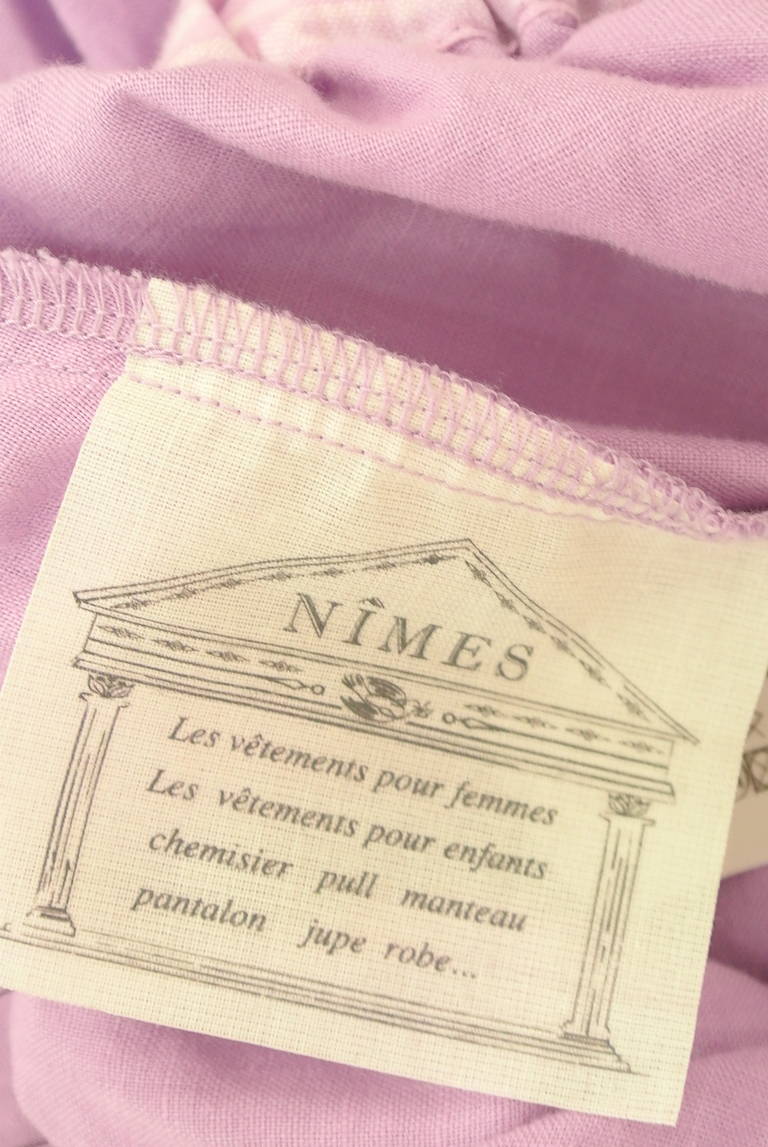 NÎMES
Les vêtements pour femmes
Les vêtements pour enfants
chemisier pull manteau
pantalon jupe robe...